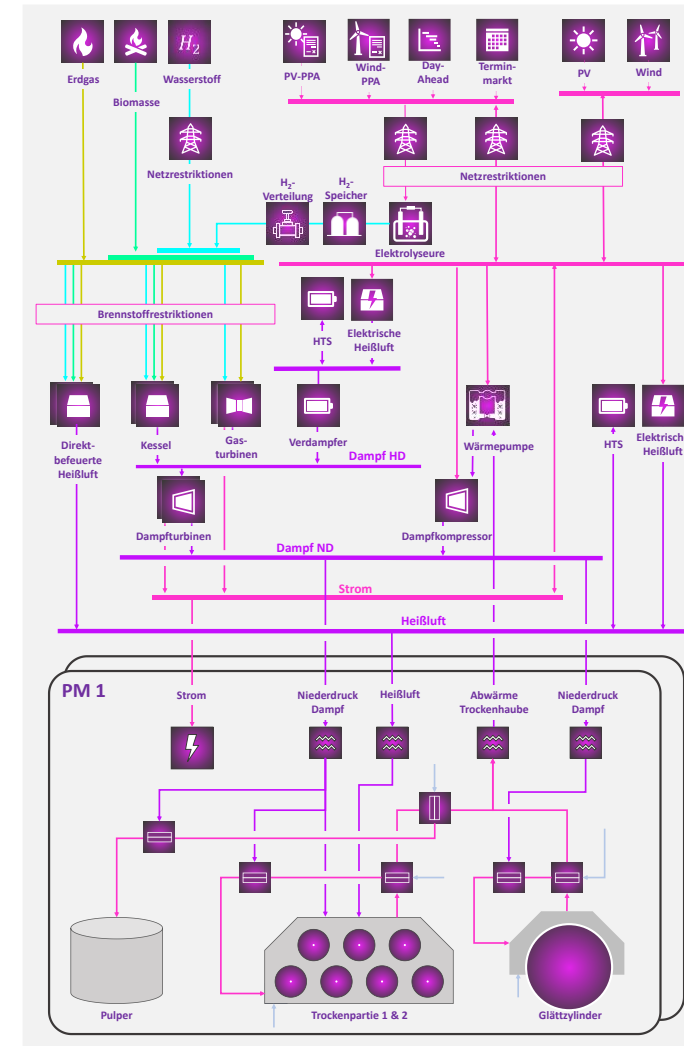 H2
Erdgas
Wasserstoff
Biomasse
PV-PPA
Wind-
PPA
Day-
Ahead
Termin-
markt
PV
Wind
Netzrestriktionen
Netzrestriktionen
H2-
Verteilung
H2-
Speicher
Elektrolyseure
Brennstoffrestriktionen
HTS
Elektrische
Heißluft
Direkt-
befeuerte
Heißluft
Kessel
Gas-
turbinen
Verdampfer
Wärmepumpe
HTS
Elektrisch
Heißluft
Dampf HD
Dampfturbinen
Dampfkompressor
Dampf ND
Strom
Heißluft
PM 1
Strom
Niederdruck
Dampf
Heißluft
Abwärme
Trockenhaube
Niederdruck
Dampf
Pulper
Trockenpartie 1 & 2
Glättzylinder